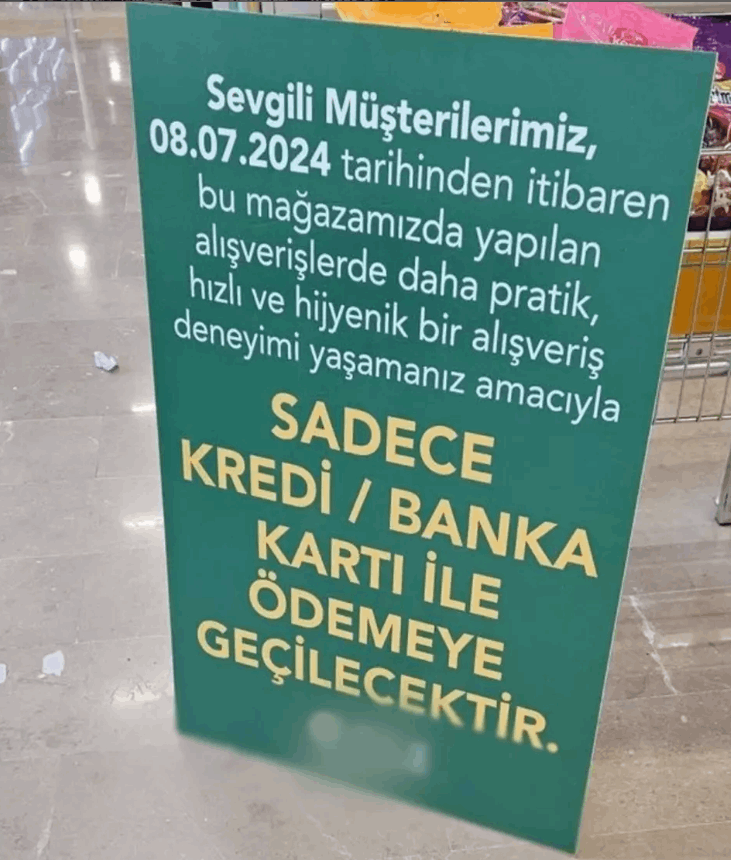 Sevgili Müşterilerimiz,
08.07.2024 tarihinden itibaren
bu mağazamızda yapılan
alışverişlerde daha pratik,
hızlı ve hijyenik bir alışveriş
deneyimi yaşamanız amacıyla
SADECE
KREDİ / BANKA
KARTI İLE
ÖDEMEYE
GEÇİLECEKTİR.